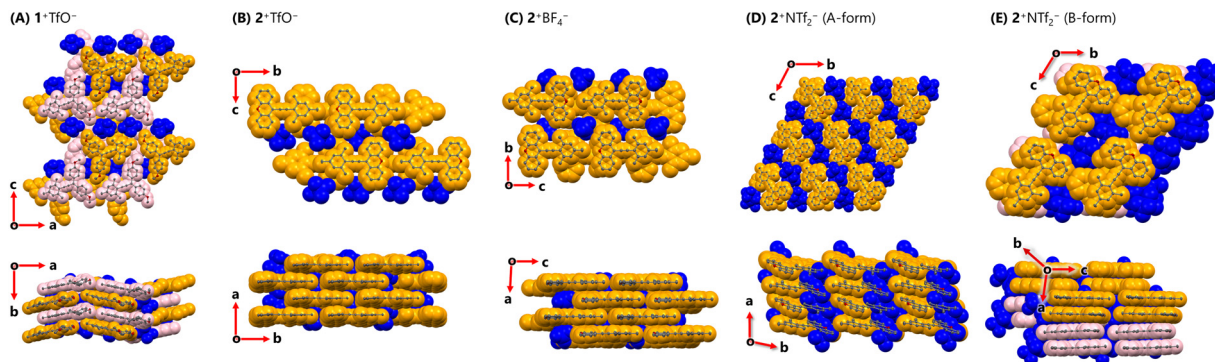 (A) 1⁺TfO⁻
(B) 2⁺TfO⁻
(C) 2⁺BF₄⁻
(D) 2⁺NTf₂⁻ (A-form)
(E) 2⁺NTf₂⁻ (B-form)
c
o
a
o
b
c
b
o
c
o
b
c
o
b
c
o
a
b
a
o
b
o
c
a
a
o
b
b
o
c
a